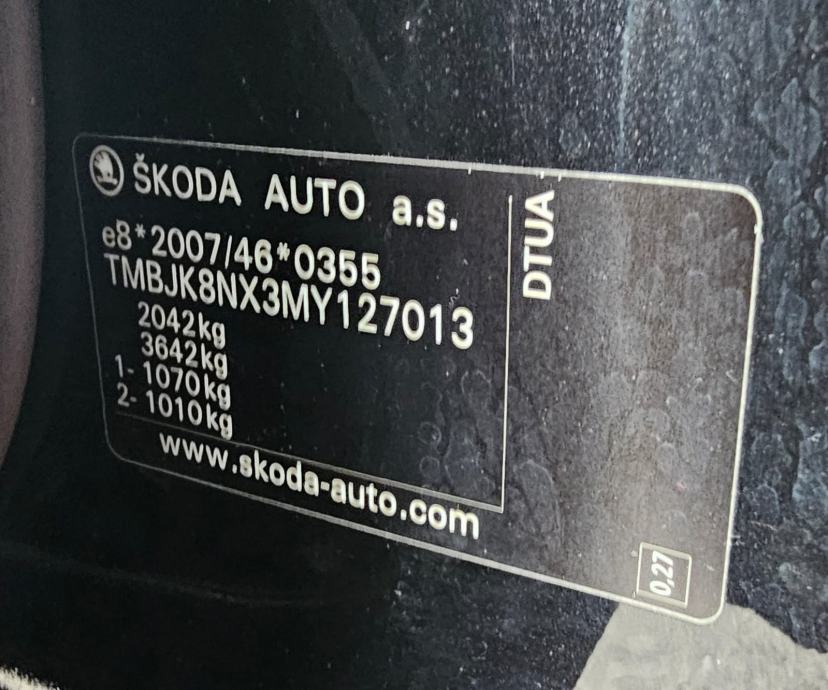 ŠKODA AUTO a.s.
e8*2007/46*0355
TMBJK8NX3MY127013
2042kg
3642kg
1- 1070kg
2- 1010kg
www.skoda-auto.com
DTUA
0,27